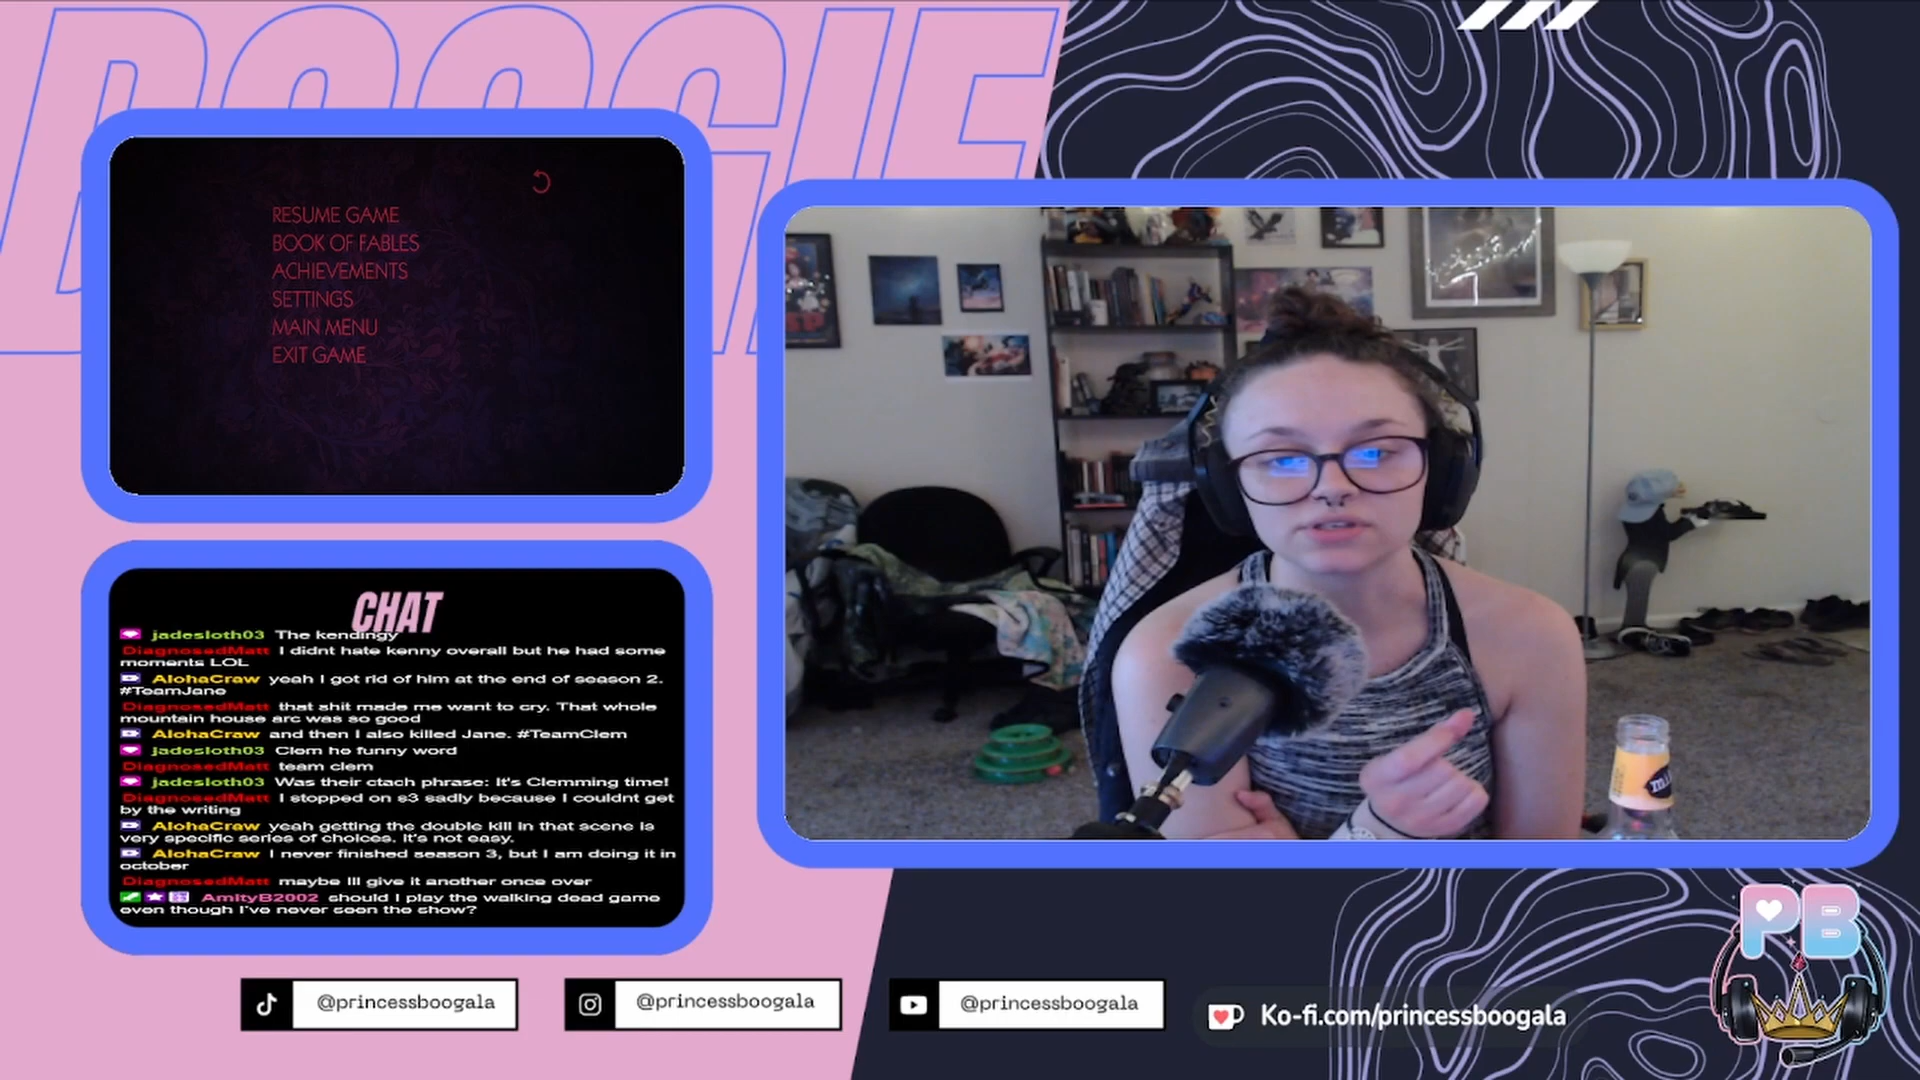 BOOGIE
RESUME GAME
BOOK OF FABLES
ACHIEVEMENTS
SETTINGS
MAIN MENU
EXIT GAME
CHAT
jadesloth03 The kendingy
DiagnosedMatt I didnt hate kenny overall but he had some
moments LOL
AlohaCraw yeah I got rid of him at the end of season 2.
#TeamJane
DiagnosedMatt that shit made me want to cry. That whole
mountain house arc was so good
AlohaCraw and then I also killed Jane. #TeamClem
jadesloth03 Clem he funny word
DiagnosedMatt team clem
jadesloth03 Was their ctach phrase: It's Clemming time!
DiagnosedMatt I stopped on s3 sadly because I couldnt get
by the writing
AlohaCraw yeah getting the double kill in that scene is
very specific series of choices. it's not easy.
AlohaCraw I never finished season 3, but I am doing it in
october
DiagnosedMatt maybe Ill give it another once over
AmityB2002 should I play the walking dead game
even though I've never seen the show?
@princessboogala
@princessboogala
@princessboogala
Ko-fi.com/princessboogala
PB